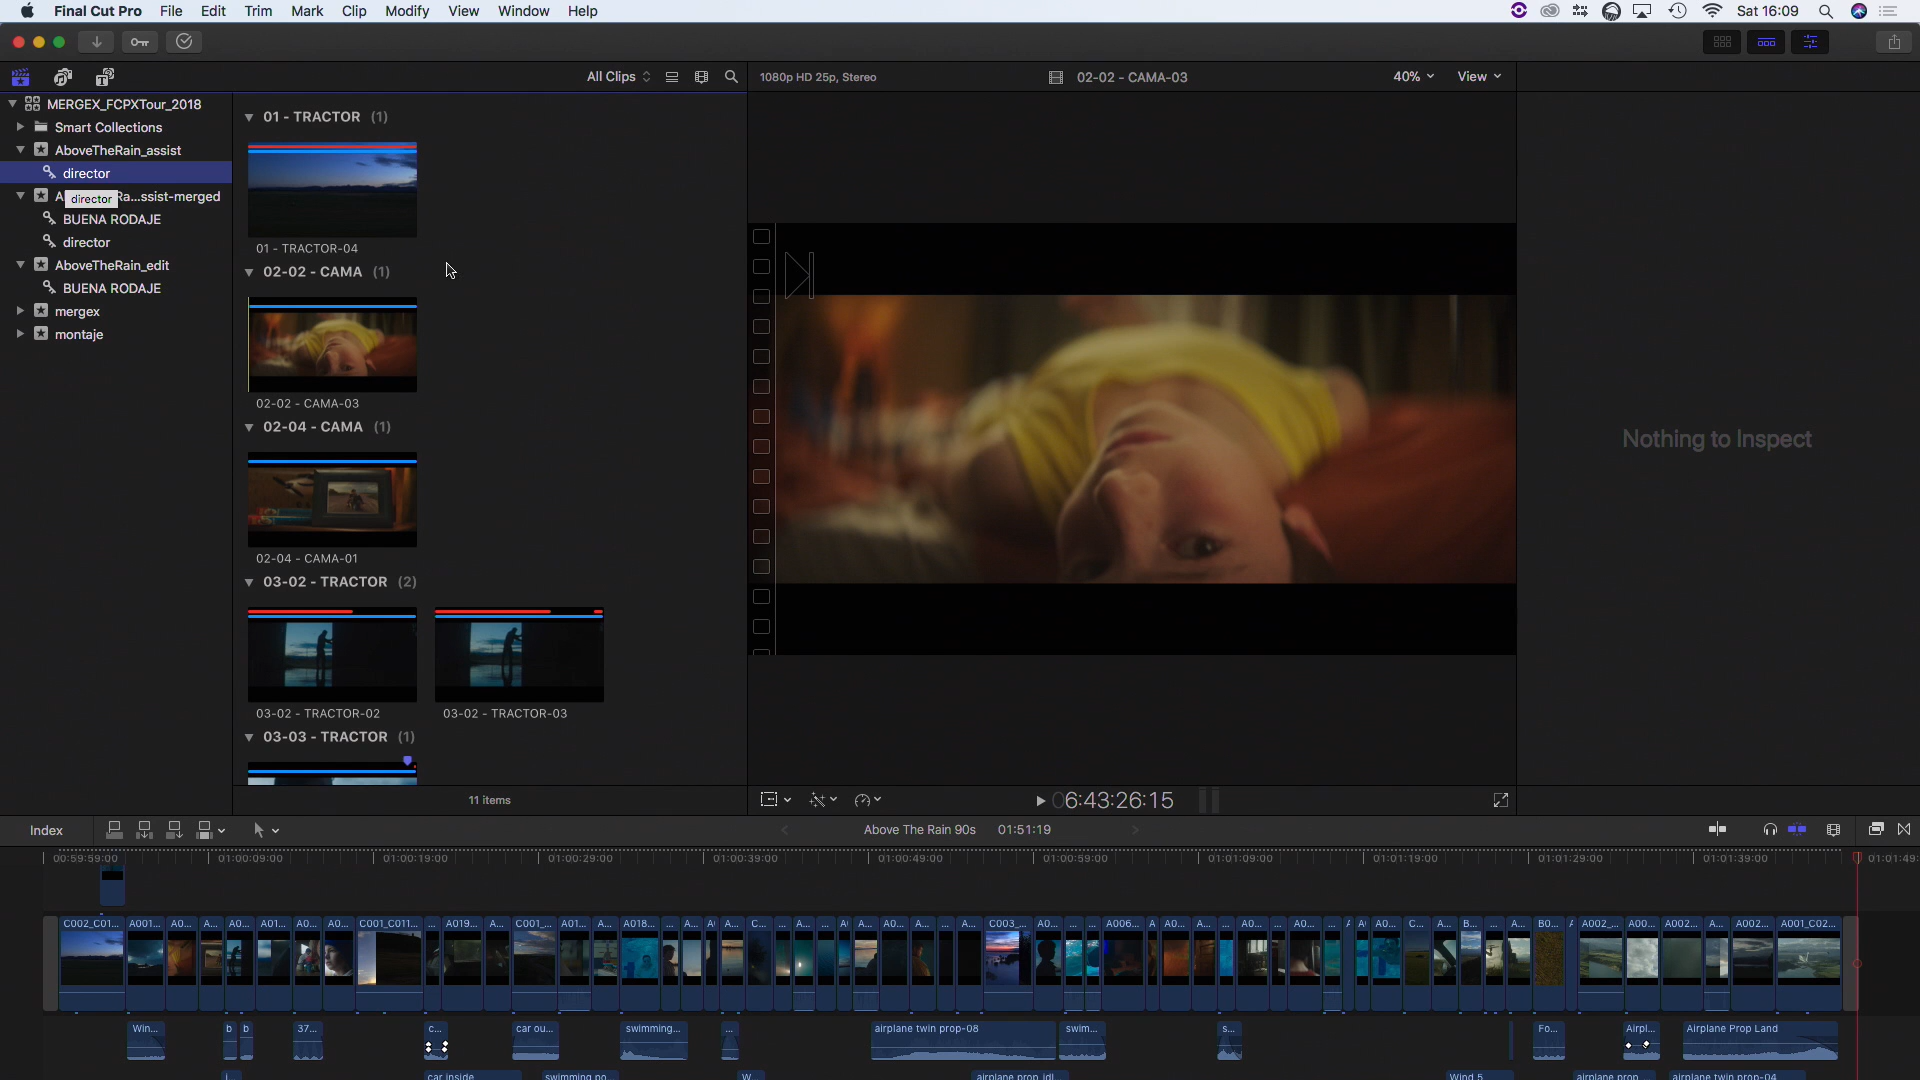 Final Cut Pro File Edit Trim Mark Clip Modify View Window Help Sat 16:09
All Clips 1080p HD 25p, Stereo 02-02 - CAMA-03 40% View
MERGEX_FCPXTour_2018
Smart Collections
AboveTheRain_assist
director
A Ra...ssist-merged
director
BUENA RODAJE
director
AboveTheRain_edit
BUENA RODAJE
mergex
montaje
01 - TRACTOR (1)
01 - TRACTOR-04
02-02 - CAMA (1)
02-02 - CAMA-03
02-04 - CAMA (1)
02-04 - CAMA-01
03-02 - TRACTOR (2)
03-02 - TRACTOR-02 03-02 - TRACTOR-03
03-03 - TRACTOR (1)
11 items
Nothing to Inspect
06:43:26:15
Index Above The Rain 90s 01:51:19
00:59:59:00 01:00:09:00 01:00:19:00 01:00:29:00 01:00:39:00 01:00:49:00 01:00:59:00 01:01:09:00 01:01:19:00 01:01:29:00 01:01:39:00 01:01:49:
C002_C01... A001... A0... A... A0... A01... A0... A0... C001_C011... ... A019... A... C001_... A01... A... A018... ... A... A... C... ... A... ... A... A0... A... ... A... C003_... A0... ... ... A006... A A0... A... ... A0... ... A0... ... A0... C... A... B... ... A... B0... A002_... A00... A002... A... A002... A001_C02...
Win... b b 37... c... car ou... swimming... ... airplane twin prop-08 swim... s... Fo... Airpl... Airplane Prop Land
i... car inside swimming po... W... airplane prop idl... Wind 5 airplane prop... airplane twin prop-04